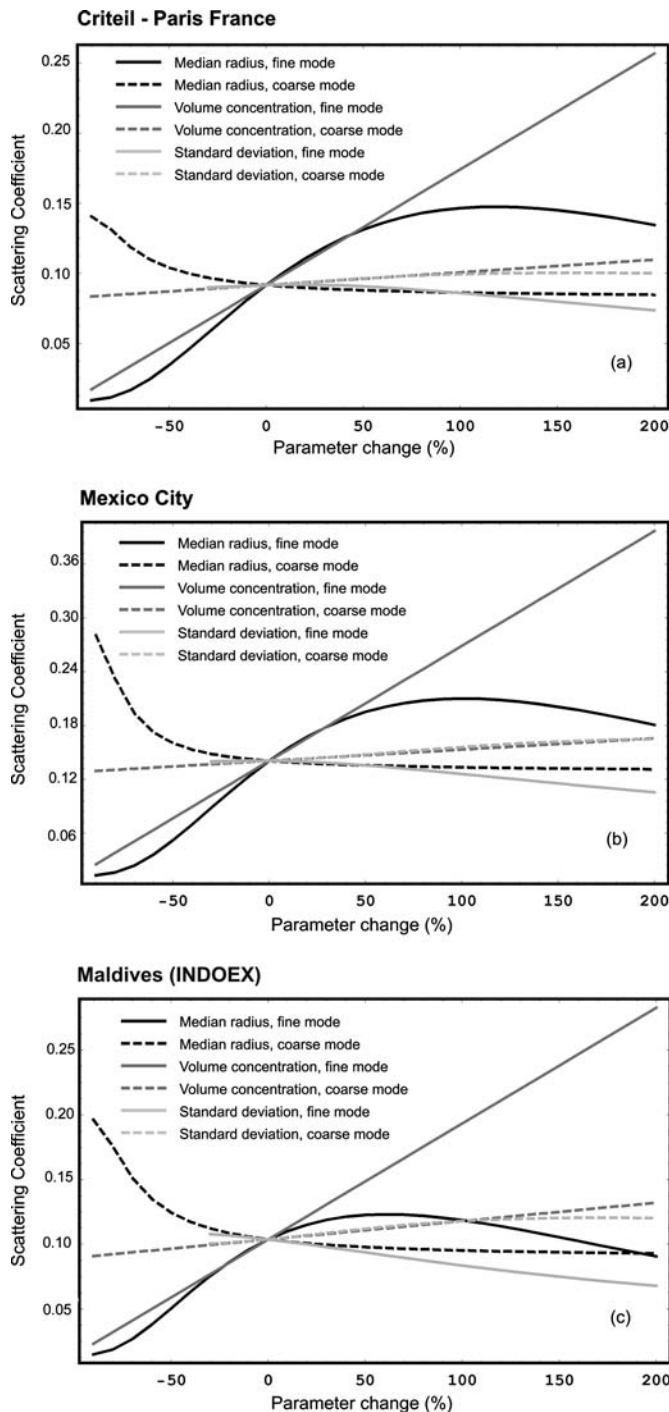 Criteil - Paris France
0.25
Median radius, fine mode
Median radius, coarse mode
Volume concentration, fine mode
0.20
Volume concentration, coarse mode
Standard deviation, fine mode
Standard deviation, coarse mode
0.15
Scattering Coefficient
0.10
0.05
(a)
-50 0 50 100 150 200
Parameter change (%)
Mexico City
Median radius, fine mode
0.36
Median radius, coarse mode
Volume concentration, fine mode
0.30
Volume concentration, coarse mode
Standard deviation, fine mode
0.24
Standard deviation, coarse mode
Scattering Coefficient
0.18
0.12
0.06
(b)
-50 0 50 100 150 200
Parameter change (%)
Maldives (INDOEX)
Median radius, fine mode
0.25
Median radius, coarse mode
Volume concentration, fine mode
Volume concentration, coarse mode
0.20
Standard deviation, fine mode
Standard deviation, coarse mode
Scattering Coefficient
0.15
0.10
0.05
(c)
-50 0 50 100 150 200
Parameter change (%)